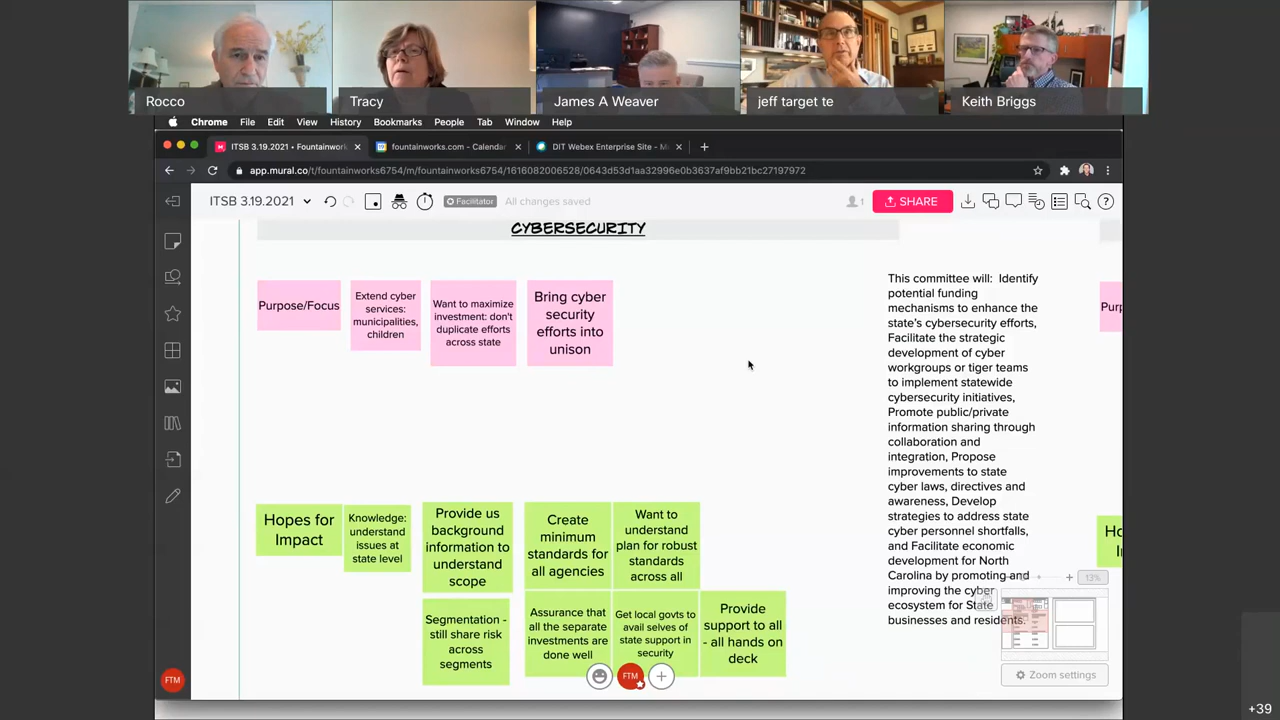 Rocco
Tracy
James A Weaver
jeff target te
Keith Briggs
Chrome File Edit View History Bookmarks People Tab Window Help
ITSB 3.19.2021 • Fountainwork
fountainworks.com - Calendar
DIT Webex Enterprise Site - M
app.mural.co/t/fountainworks6754/m/fountainworks6754/1616082006528/0643d53d1aa32996e0b3637af9bb21bc27197972
ITSB 3.19.2021
Facilitator
All changes saved
1
SHARE
?
CYBERSECURITY
Purpose/Focus
Extend cyber
services:
municipalities,
children
Want to maximize
investment: don't
duplicate efforts
across state
Bring cyber
security
efforts into
unison
This committee will: Identify
potential funding
mechanisms to enhance the
state's cybersecurity efforts,
Facilitate the strategic
development of cyber
workgroups or tiger teams
to implement statewide
cybersecurity initiatives,
Promote public/private
information sharing through
collaboration and
integration, Propose
improvements to state
cyber laws, directives and
awareness, Develop
strategies to address state
cyber personnel shortfalls,
and Facilitate economic
development for North
Carolina by promoting and
improving the cyber
ecosystem for State
businesses and residents.
Purp
Hopes for
Impact
Knowledge:
understand
issues at
state level
Provide us
background
information to
understand
scope
Create
minimum
standards for
all agencies
Want to
understand
plan for robust
standards
across all
Ho
I
Segmentation -
still share risk
across
segments
Assurance that
all the separate
investments are
done well
Get local govts to
avail selves of
state support in
security
Provide
support to all
- all hands on
deck
13%
Zoom settings
FTM
FTM
+39